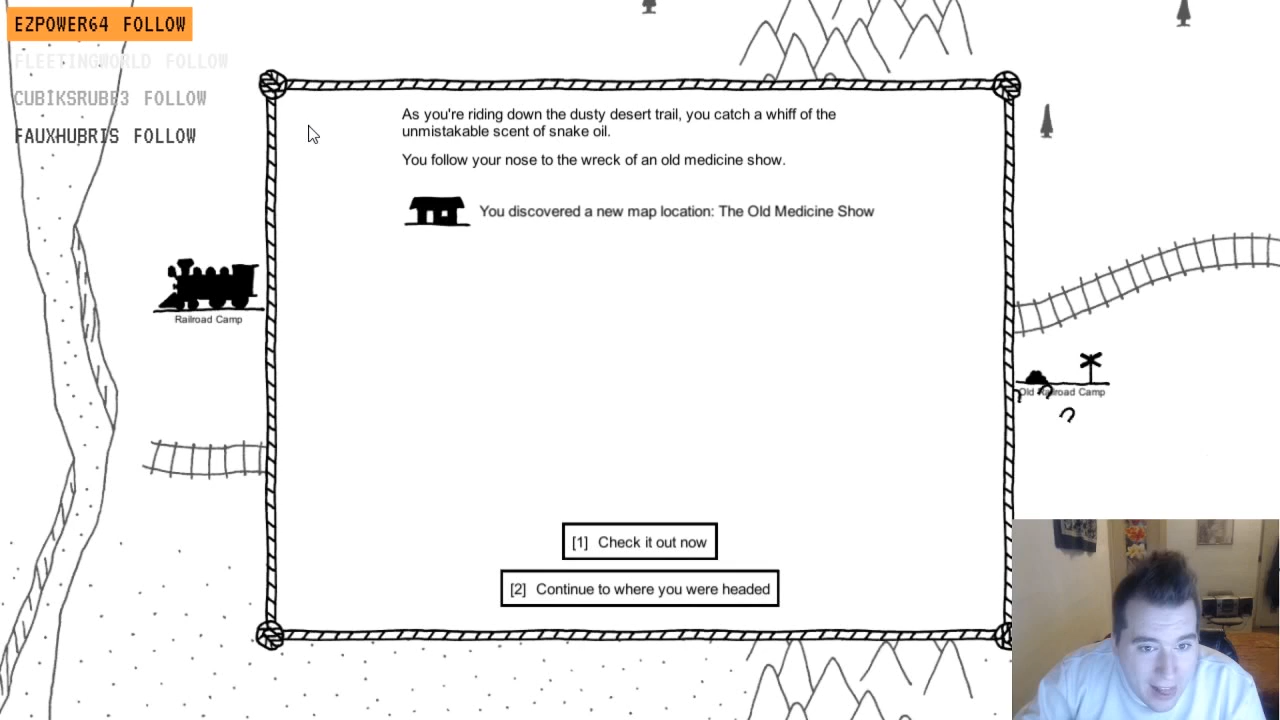 EZPOWER64 FOLLOW
FLEETINGWORLD FOLLOW
CUBIKSRUBE3 FOLLOW
FAUXHUBRIS FOLLOW
As you're riding down the dusty desert trail, you catch a whiff of the
unmistakable scent of snake oil.
You follow your nose to the wreck of an old medicine show.
You discovered a new map location: The Old Medicine Show
Railroad Camp
Old Railroad Camp
[1] Check it out now
[2] Continue to where you were headed